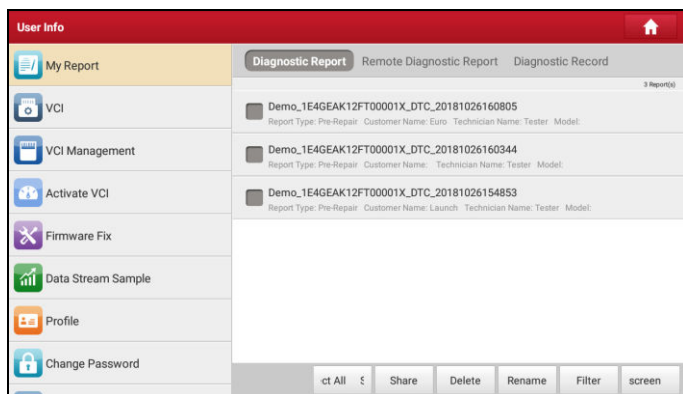 User Info
My Report
VCI
VCI Management
Activate VCI
Firmware Fix
Data Stream Sample
Profile
Change Password
Diagnostic Report Remote Diagnostic Report Diagnostic Record
3 Report(s)
Demo_1E4GEAK12FT00001X_DTC_20181026160805
Report Type: Pre-Repair Customer Name: Euro Technician Name: Tester Model:
Demo_1E4GEAK12FT00001X_DTC_20181026160344
Report Type: Pre-Repair Customer Name: Technician Name: Tester Model:
Demo_1E4GEAK12FT00001X_DTC_20181026154853
Report Type: Pre-Repair Customer Name: Launch Technician Name: Tester Model:
ct All S Share Delete Rename Filter screen